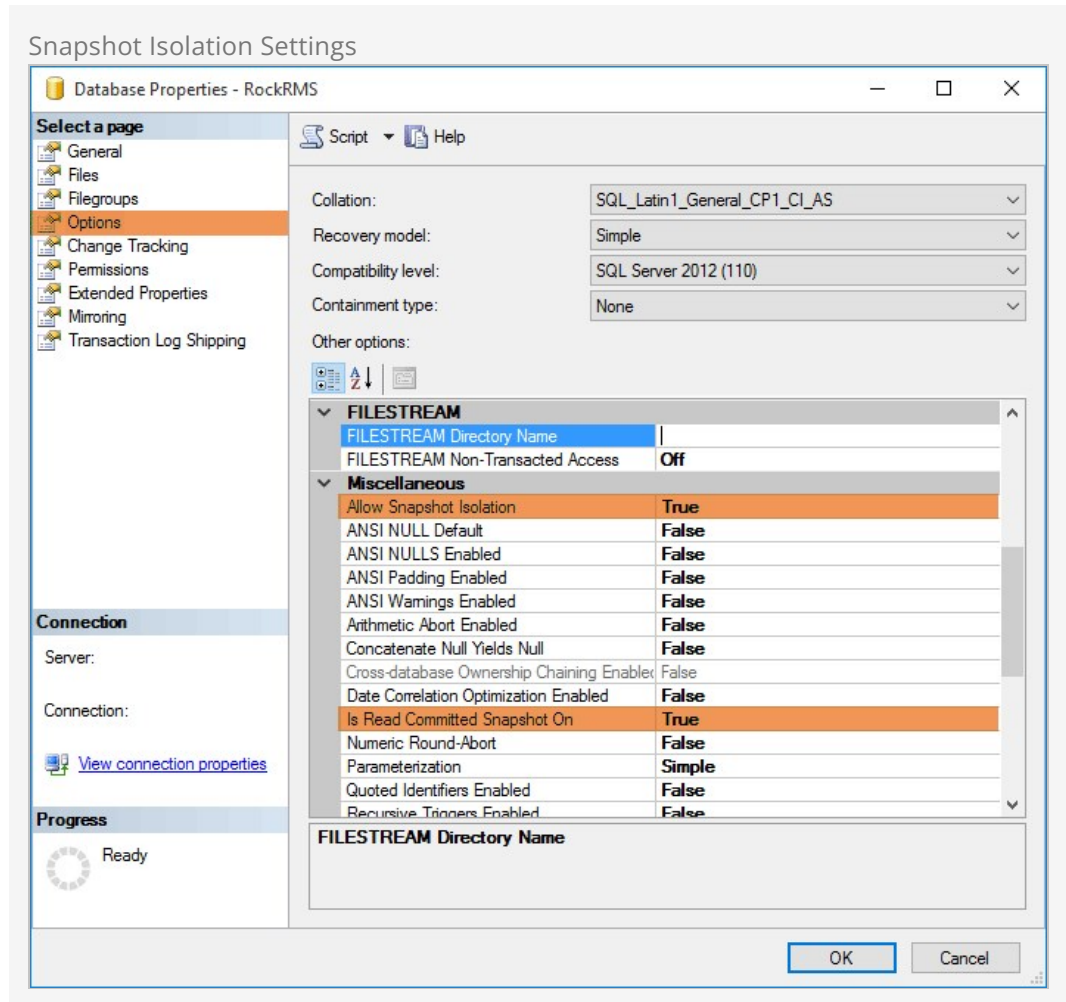 Snapshot Isolation Settings
Database Properties - RockRMS
Select a page
General
Files
Filegroups
Options
Change Tracking
Permissions
Extended Properties
Mirroring
Transaction Log Shipping
Connection
Server:
Connection:
View connection properties
Progress
Ready
Script Help
Collation: SQL_Latin1_General_CP1_CI_AS
Recovery model: Simple
Compatibility level: SQL Server 2012 (110)
Containment type: None
Other options:
FILESTREAM
FILESTREAM Directory Name
FILESTREAM Non-Transacted Access Off
Miscellaneous
Allow Snapshot Isolation True
ANSI NULL Default False
ANSI NULLS Enabled False
ANSI Padding Enabled False
ANSI Warnings Enabled False
Arithmetic Abort Enabled False
Concatenate Null Yields Null False
Cross-database Ownership Chaining Enabled False
Date Correlation Optimization Enabled False
Is Read Committed Snapshot On True
Numeric Round-Abort False
Parameterization Simple
Quoted Identifiers Enabled False
Recursive Triggers Enabled False
FILESTREAM Directory Name
OK Cancel